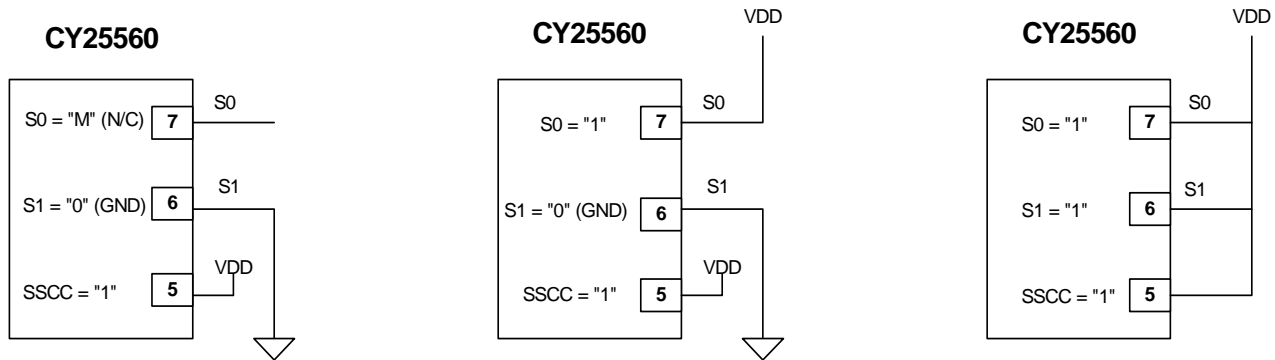 CY25560
S0 = "M" (N/C)
7
S0
S1 = "0" (GND)
6
S1
SSCC = "1"
5
VDD
CY25560
VDD
S0 = "1"
7
S0
S1 = "0" (GND)
6
S1
SSCC = "1"
5
VDD
CY25560
VDD
S0 = "1"
7
S0
S1 = "1"
6
S1
SSCC = "1"
5